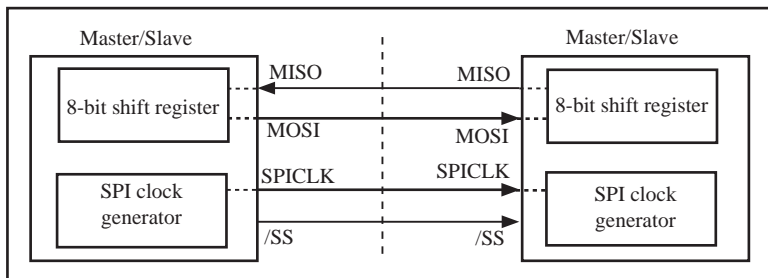 Master/Slave
Master/Slave
MISO
MISO
8-bit shift register
8-bit shift register
MOSI
MOSI
SPICLK
SPICLK
SPI clock
generator
SPI clock
generator
/SS
/SS